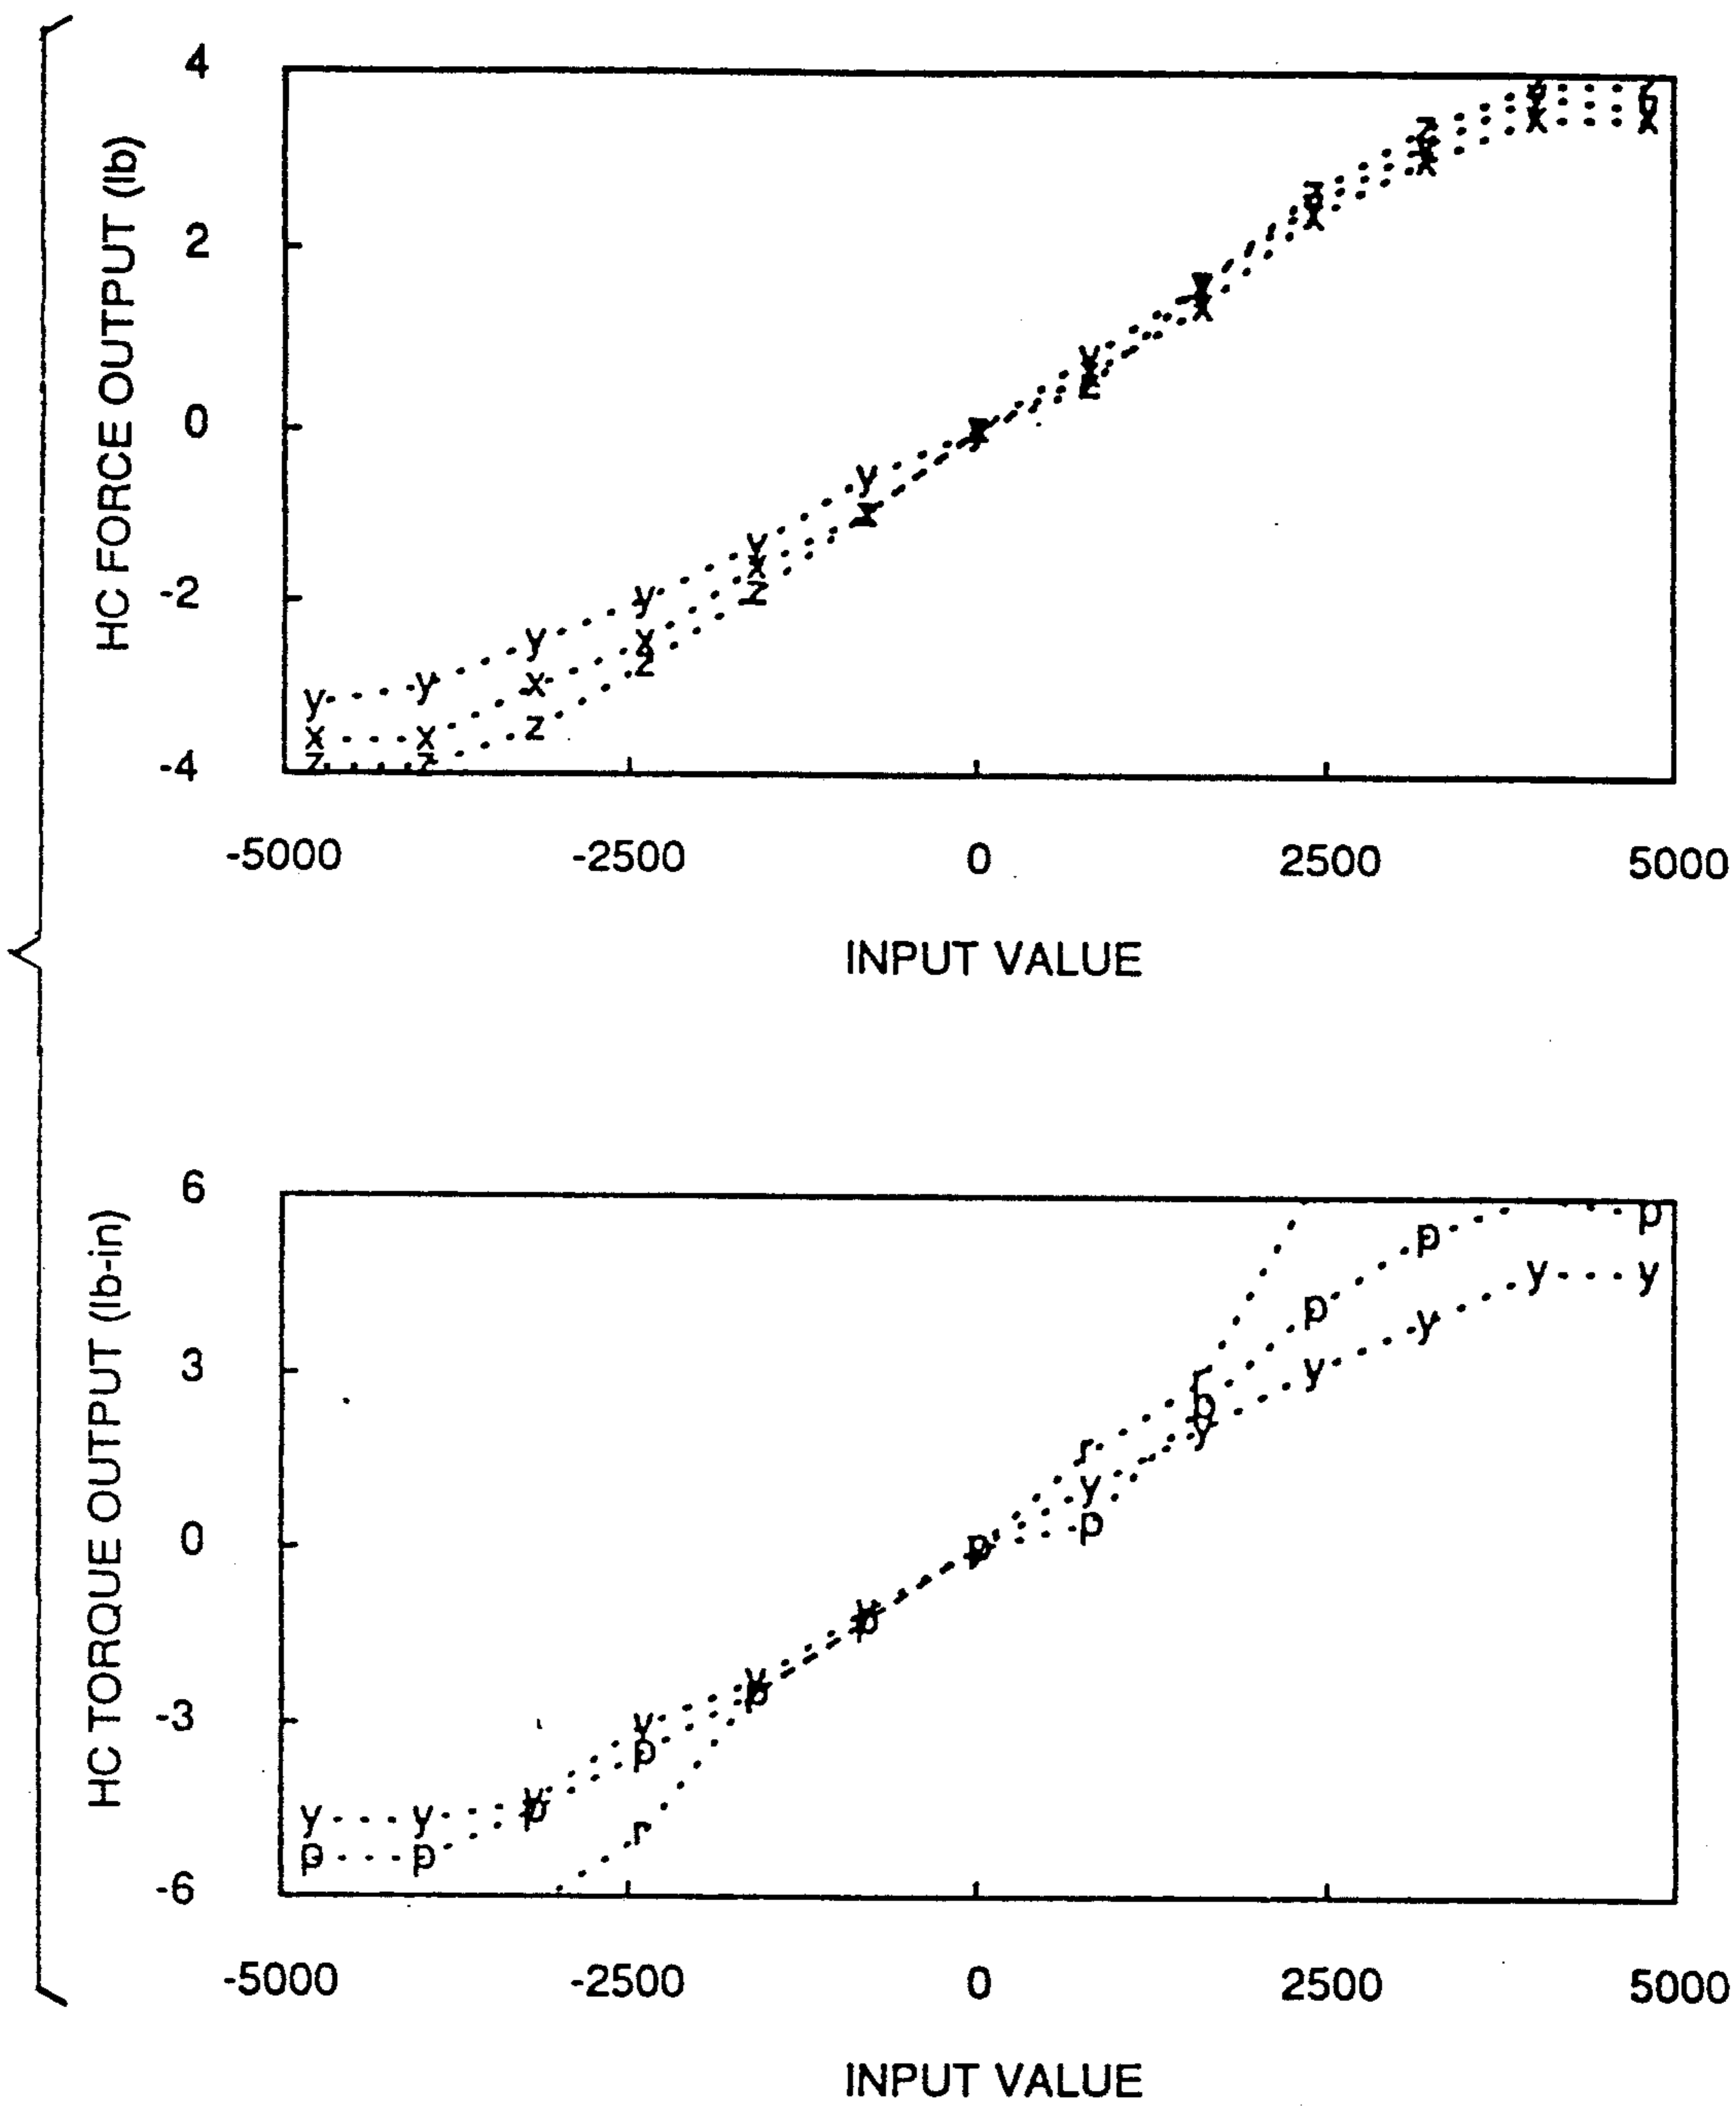 HC FORCE OUTPUT (lb)
4
2
0
-2
-4
-5000 -2500 0 2500 5000
INPUT VALUE
HC TORQUE OUTPUT (lb-in)
6
3
0
-3
-6
-5000 -2500 0 2500 5000
INPUT VALUE